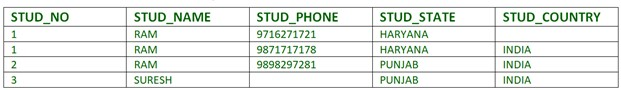 STUD_NO STUD_NAME STUD_PHONE STUD_STATE STUD_COUNTRY
1 RAM 9716271721 HARYANA
1 RAM 9871717178 HARYANA INDIA
2 RAM 9898297281 PUNJAB INDIA
3 SURESH PUNJAB INDIA